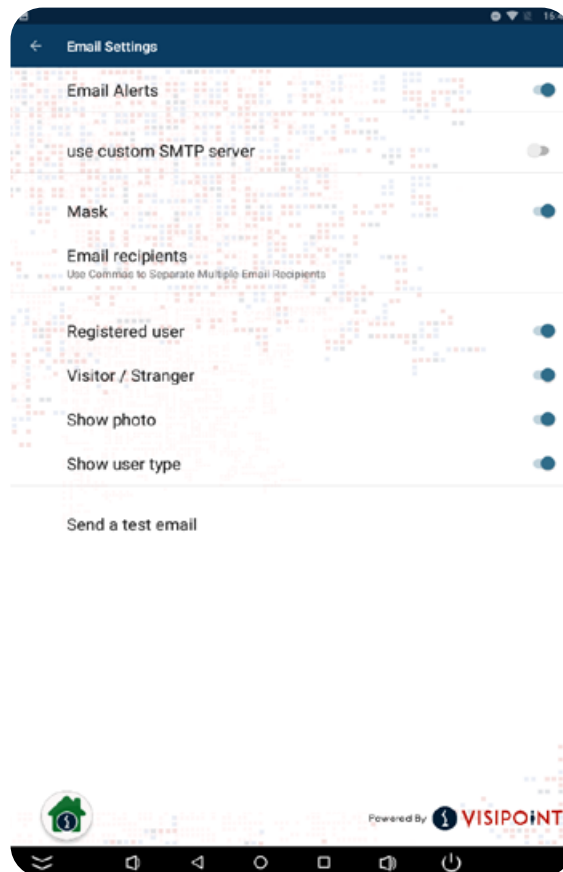 Email Settings
Email Alerts
use custom SMTP server
Mask
Email recipients
Use Commas to Separate Multiple Email Recipients
Registered user
Visitor / Stranger
Show photo
Show user type
Send a test email
Powered By VISIPOINT